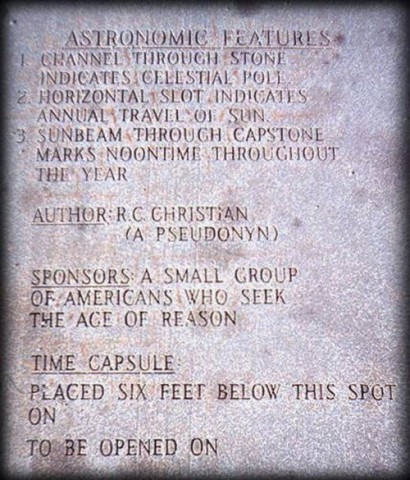 ASTRONOMIC FEATURES
1. CHANNEL THROUGH STONE
INDICATES CELESTIAL POLE
2. HORIZONTAL SLOT INDICATES
ANNUAL TRAVEL OF SUN.
3. SUNBEAM THROUGH CAPSTONE
MARKS NOONTIME THROUGHOUT
THE YEAR
AUTHOR: R.C. CHRISTIAN
(A PSEUDONYN)
SPONSORS: A SMALL GROUP
OF AMERICANS WHO SEEK
THE AGE OF REASON
TIME CAPSULE
PLACED SIX FEET BELOW THIS SPOT
ON
TO BE OPENED ON